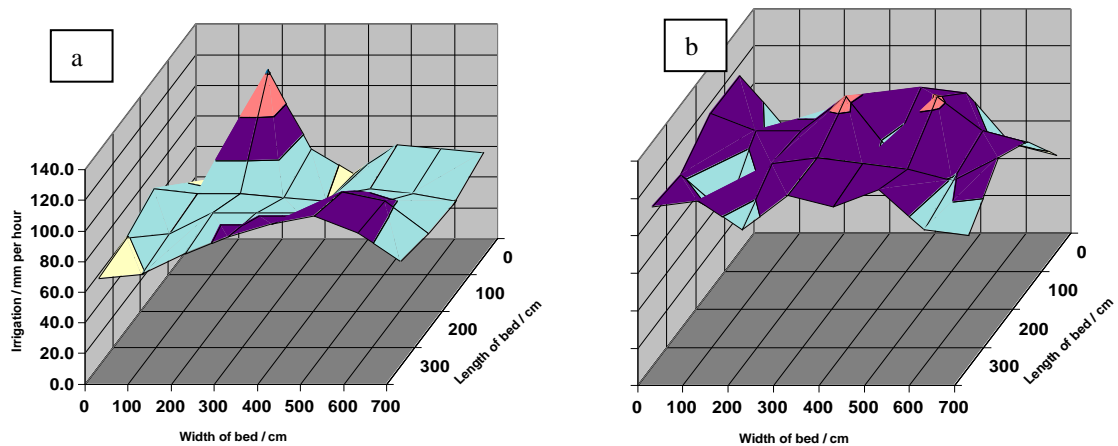 a
140.0
120.0
100.0
80.0
60.0
40.0
20.0
0.0
Irrigation / mm per hour
0 100 200 300 400 500 600 700
Width of bed / cm
0
100
200
300
Length of bed / cm
b
0 100 200 300 400 500 600 700
Width of bed / cm
0
100
200
300
Length of bed / cm